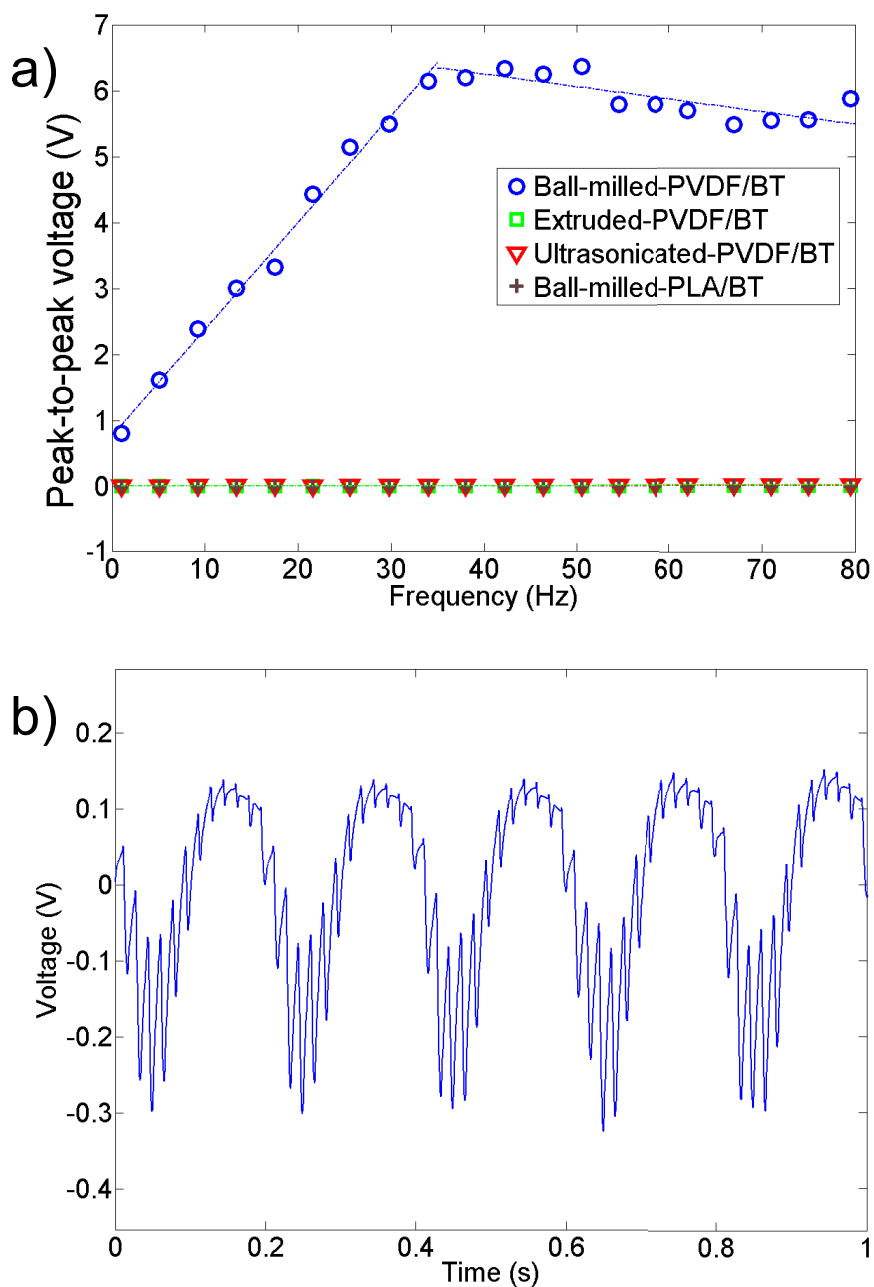 a)
Peak-to-peak voltage (V)
7
6
5
4
3
2
1
0
-1
Ball-milled-PVDF/BT
Extruded-PVDF/BT
Ultrasonicated-PVDF/BT
Ball-milled-PLA/BT
0 10 20 30 40 50 60 70 80
Frequency (Hz)
b)
Voltage (V)
0.2
0.1
0
-0.1
-0.2
-0.3
-0.4
0 0.2 0.4 0.6 0.8 1
Time (s)